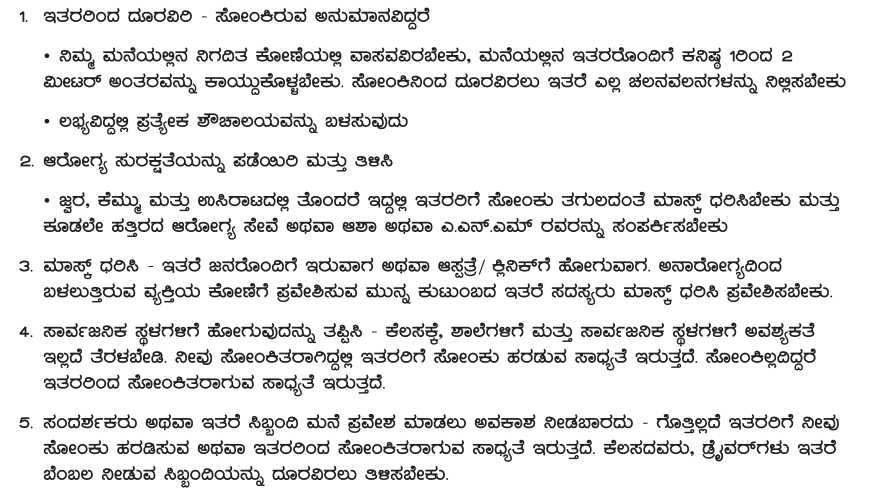 1. ಇತರರಿಂದ ದೂರವಿರಿ - ಸೋಂಕಿರುವ ಅನುಮಾನವಿದ್ದರೆ
• ನಿಮ್ಮ ಮನೆಯಲ್ಲಿನ ನಿಗದಿತ ಕೋಣೆಯಲ್ಲಿ ವಾಸವವಿರಬೇಕು, ಮನೆಯಲ್ಲಿನ ಇತರರೊಂದಿಗೆ ಕನಿಷ್ಠ 1ರಿಂದ 2
ಮೀಟರ್ ಅಂತರವನ್ನು ಕಾಯ್ದುಕೊಳ್ಳಬೇಕು. ಸೋಂಕಿನಿಂದ ದೂರವಿರಲು ಇತರೆ ಎಲ್ಲ ಚಲನವಲನಗಳನ್ನು ನಿಲ್ಲಿಸಬೇಕು
• ಲಭ್ಯವಿದ್ದಲ್ಲಿ ಪ್ರತ್ಯೇಕ ಶೌಚಾಲಯವನ್ನು ಬಳಸುವುದು
2. ಆರೋಗ್ಯ ಸುರಕ್ಷತೆಯನ್ನು ಪಡೆಯಿರಿ ಮತ್ತು ತಿಳಿಸಿ
• ಜ್ವರ, ಕೆಮ್ಮು ಮತ್ತು ಉಸಿರಾಟದಲ್ಲಿ ತೊಂದರೆ ಇದ್ದಲ್ಲಿ ಇತರರಿಗೆ ಸೋಂಕು ತಗುಲದಂತೆ ಮಾಸ್ಕ್ ಧರಿಸಿಬೇಕು ಮತ್ತು
ಕೂಡಲೇ ಹತ್ತಿರದ ಆರೋಗ್ಯ ಸೇವೆ ಅಥವಾ ಆಶಾ ಅಥವಾ ಎ.ಎನ್.ಎಮ್ ರವರನ್ನು ಸಂಪರ್ಕಿಸಬೇಕು
3. ಮಾಸ್ಕ್ ಧರಿಸಿ - ಇತರೆ ಜನರೊಂದಿಗೆ ಇರುವಾಗ ಅಥವಾ ಆಸ್ಪತ್ರೆ/ ಕ್ಲಿನಿಕ್‌ಗೆ ಹೋಗುವಾಗ. ಅನಾರೋಗ್ಯದಿಂದ
ಬಳಲುತ್ತಿರುವ ವ್ಯಕ್ತಿಯ ಕೋಣೆಗೆ ಪ್ರವೇಶಿಸುವ ಮುನ್ನ ಕುಟುಂಬದ ಇತರೆ ಸದಸ್ಯರು ಮಾಸ್ಕ್ ಧರಿಸಿ ಪ್ರವೇಶಿಸಬೇಕು.
4. ಸಾರ್ವಜನಿಕ ಸ್ಥಳಗಳಿಗೆ ಹೋಗುವುದನ್ನು ತಪ್ಪಿಸಿ - ಕೆಲಸಕ್ಕೆ, ಶಾಲೆಗಳಿಗೆ ಮತ್ತು ಸಾರ್ವಜನಿಕ ಸ್ಥಳಗಳಿಗೆ ಅವಶ್ಯಕತೆ
ಇಲ್ಲದೆ ತೆರಳಬೇಡಿ. ನೀವು ಸೋಂಕಿತರಾಗಿದ್ದಲ್ಲಿ ಇತರರಿಗೆ ಸೋಂಕು ಹರಡುವ ಸಾಧ್ಯತೆ ಇರುತ್ತದೆ. ಸೋಂಕಿಲ್ಲವಿದಿದ್ದರೆ
ಇತರರಿಂದ ಸೋಂಕಿತರಾಗುವ ಸಾಧ್ಯತೆ ಇರುತ್ತದೆ.
5. ಸಂದರ್ಶಕರು ಅಥವಾ ಇತರೆ ಸಿಬ್ಬಂದಿ ಮನೆ ಪ್ರವೇಶ ಮಾಡಲು ಅವಕಾಶ ನೀಡಬಾರದು - ಗೊತ್ತಿಲ್ಲದೆ ಇತರರಿಗೆ ನೀವು
ಸೋಂಕು ಹರಡಿಸುವ ಅಥವಾ ಇತರರಿಂದ ಸೋಂಕಿತರಾಗುವ ಸಾಧ್ಯತೆ ಇರುತ್ತದೆ. ಕೆಲಸದವರು, ಡ್ರೈವರ್‌ಗಳು ಇತರೆ
ಬೆಂಬಲ ನೀಡುವ ಸಿಬ್ಬಂದಿಯನ್ನು ದೂರವಿರಲು ತಿಳಿಸಬೇಕು.